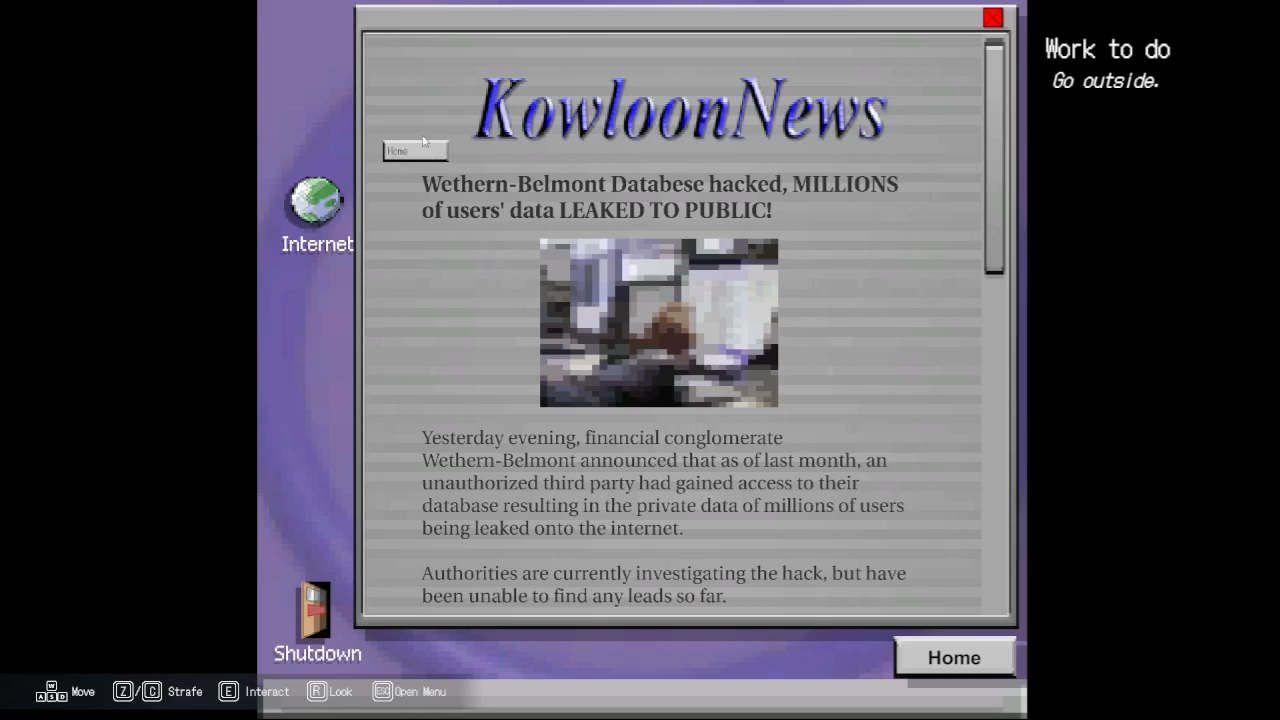 Work to do
Go outside.
KowloonNews
Home
Wethern-Belmont Databese hacked, MILLIONS
of users' data LEAKED TO PUBLIC!
Internet
Yesterday evening, financial conglomerate
Wethern-Belmont announced that as of last month, an
unauthorized third party had gained access to their
database resulting in the private data of millions of users
being leaked onto the internet.
Authorities are currently investigating the hack, but have
been unable to find any leads so far.
Shutdown
Home
W A S D Move Z/C Strafe E Interact R Look ESC Open Menu